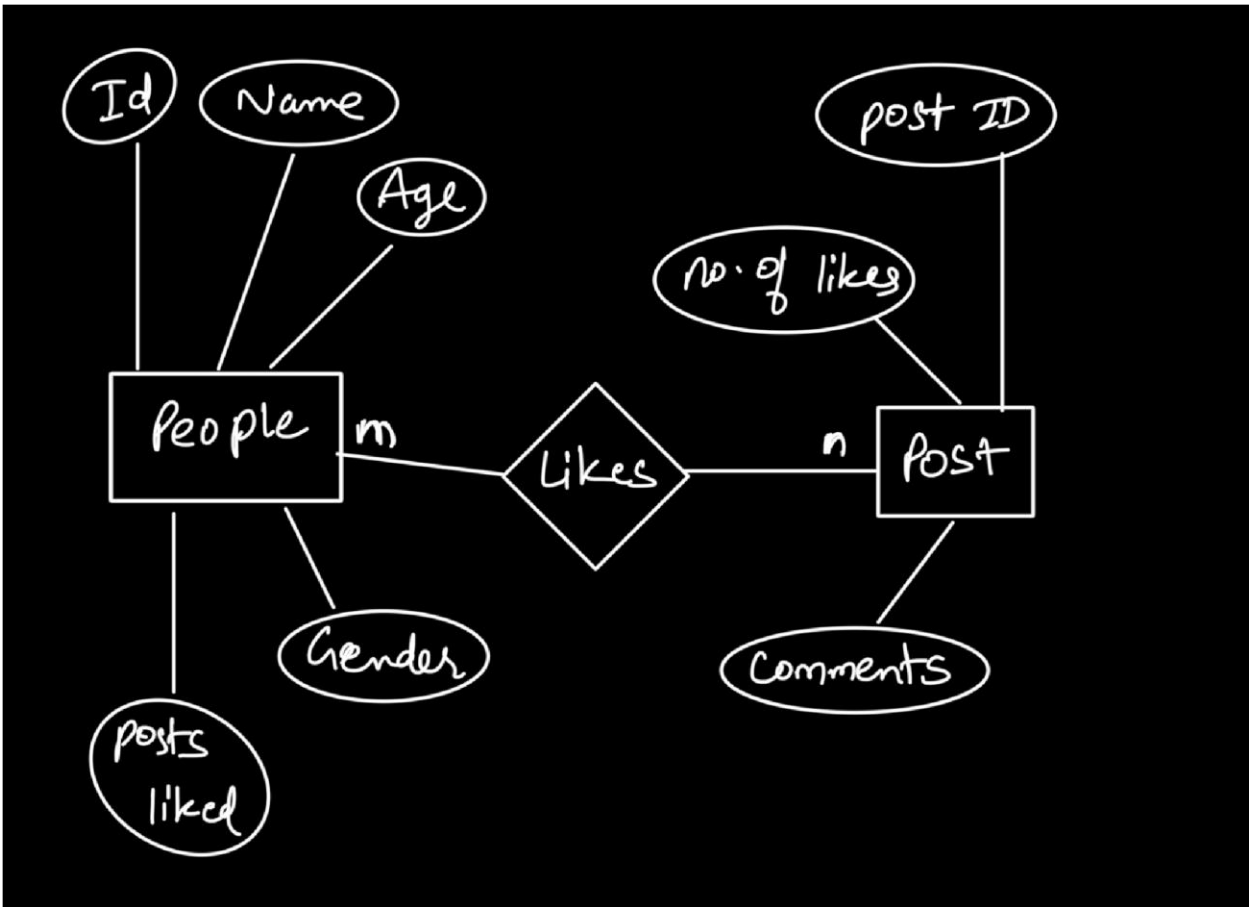 Id
Name
Age
post ID
no. of likes
People
m
Likes
n
Post
Gender
Comments
posts
liked